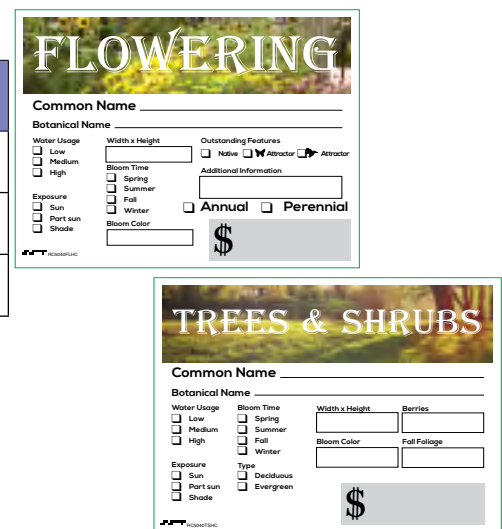 FLOWERING
Common Name
Botanical Name
Water Usage
Low
Medium
High
Exposure
Sun
Part sun
Shade
Width x Height
Bloom Time
Spring
Summer
Fall
Winter
Bloom Color
Outstanding Features
Native Attractor Attractor
Additional Information
Annual Perennial
$
RC5040FLHC
TREES & SHRUBS
Common Name
Botanical Name
Water Usage
Low
Medium
High
Exposure
Sun
Part sun
Shade
Bloom Time
Spring
Summer
Fall
Winter
Type
Deciduous
Evergreen
Width x Height
Berries
Bloom Color
Fall Foliage
$
RC5040TSHC